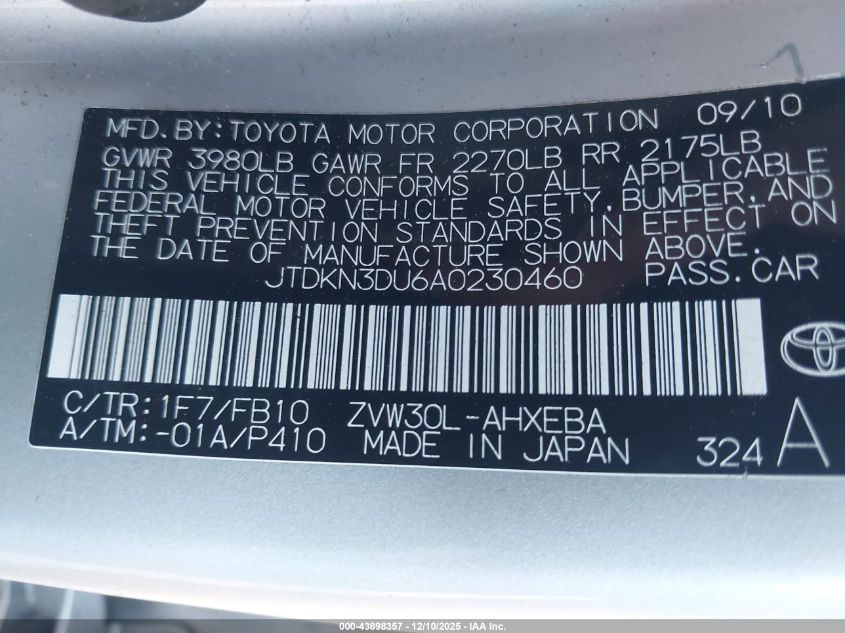 MFD. BY: TOYOTA MOTOR CORPORATION 09/10
GVWR 3980LB GAWR FR 2270LB RR 2175LB
THIS VEHICLE CONFORMS TO ALL APPLICABLE
FEDERAL MOTOR VEHICLE SAFETY, BUMPER, AND
THEFT PREVENTION STANDARDS IN EFFECT ON
THE DATE OF MANUFACTURE SHOWN ABOVE.
JTDKN3DU6A0230460 PASS. CAR
C/TR: 1F7/FB10 ZVW30L-AHXEBA
A/TM: -01A/P410 MADE IN JAPAN 324 A
000-43898357 - 12/10/2025 - IAA Inc.